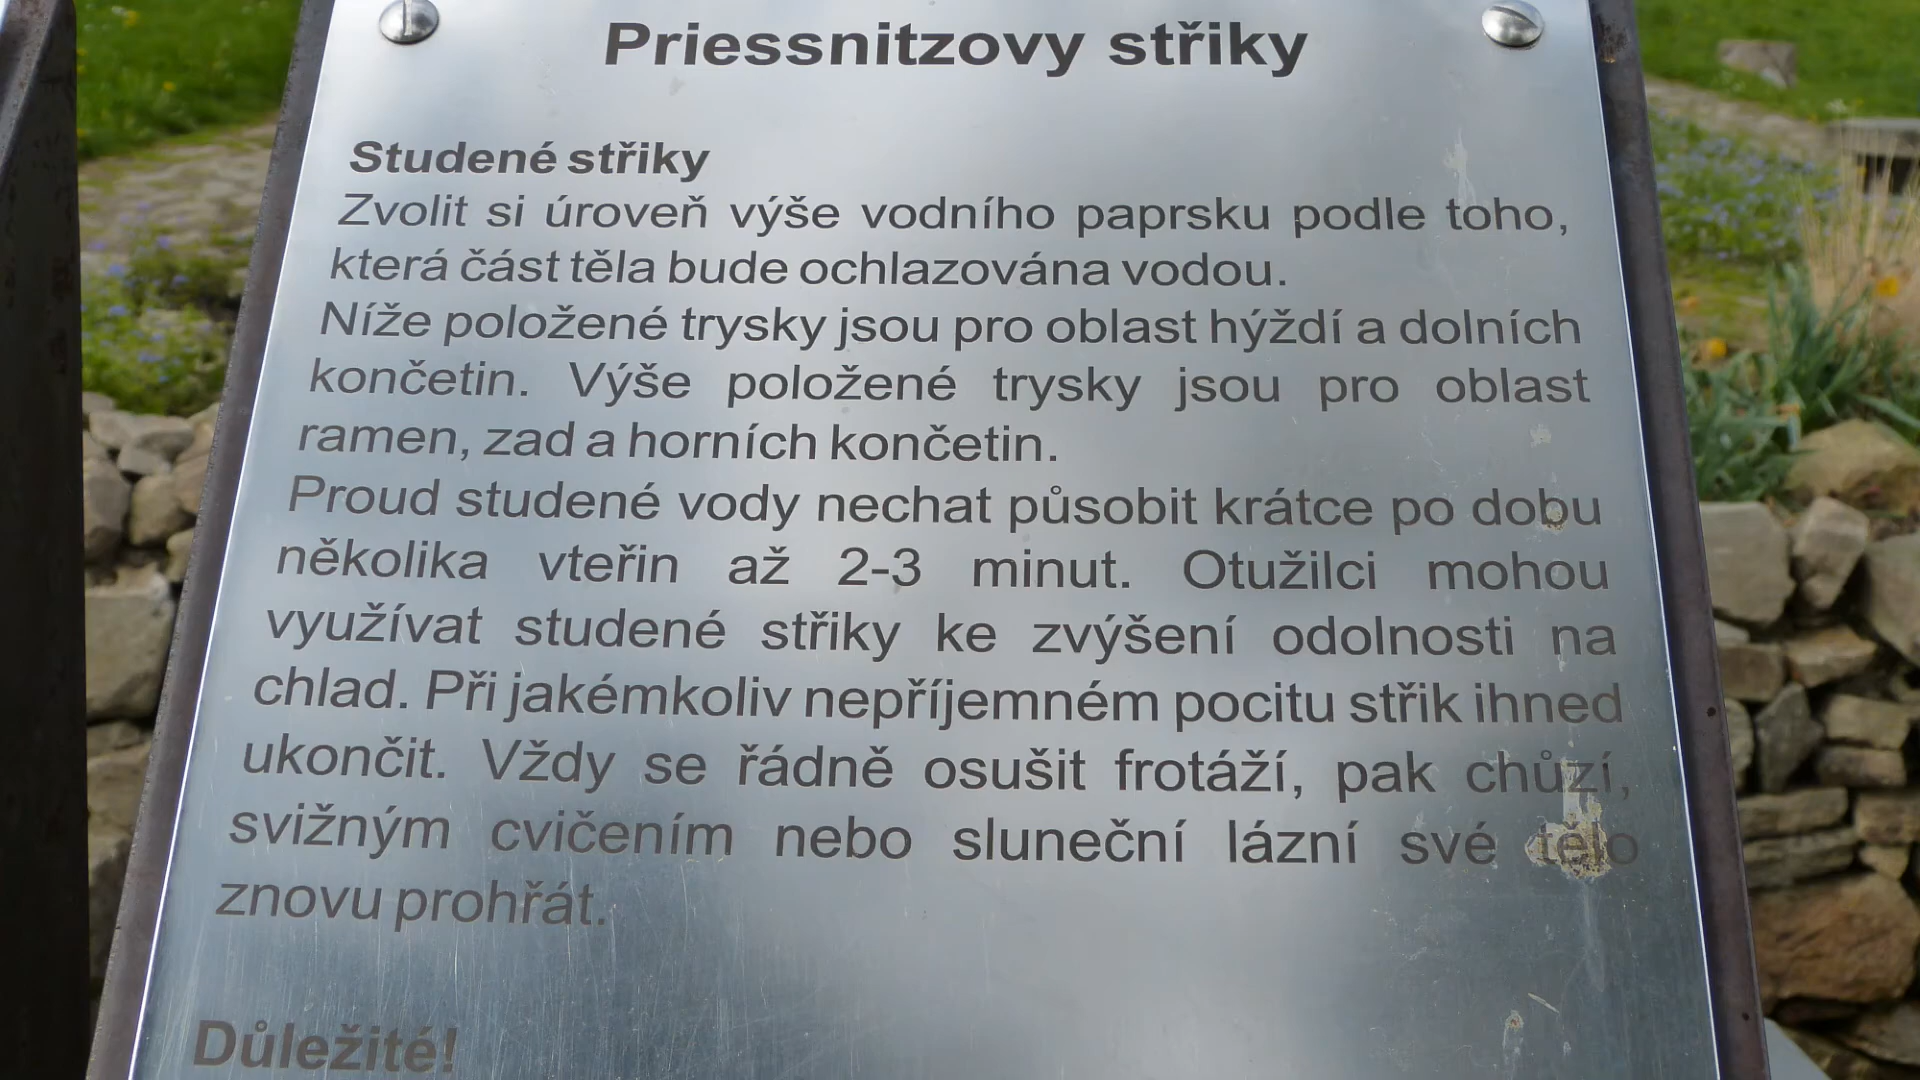 Priessnitzovy střiky
Studené střiky
Zvolit si úroveň výše vodního paprsku podle toho,
která část těla bude ochlazována vodou.
Níže položené trysky jsou pro oblast hýždí a dolních
končetin. Výše položené trysky jsou pro oblast
ramen, zad a horních končetin.
Proud studené vody nechat působit krátce po dobu
několika vteřin až 2-3 minut. Otužilci mohou
využívat studené střiky ke zvýšení odolnosti na
chlad. Při jakémkoliv nepříjemném pocitu střik ihned
ukončit. Vždy se řádně osušit frotáží, pak chůzí,
svižným cvičením nebo sluneční lázní své tělo
znovu prohřát.
Důležité!